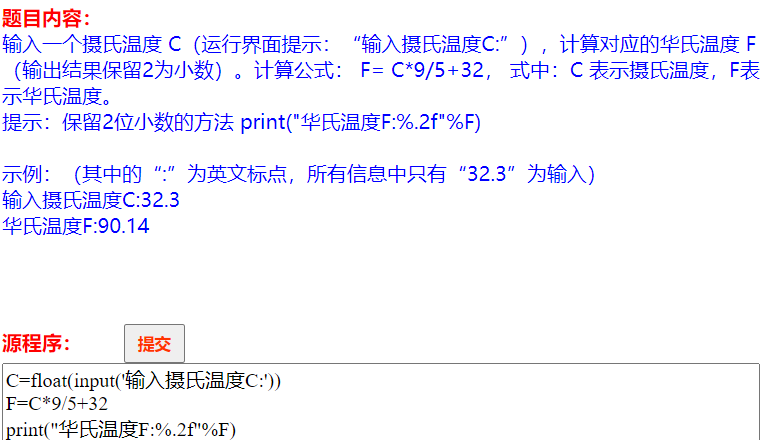 题目内容：
输入一个摄氏温度 C（运行界面提示：“输入摄氏温度C:”），计算对应的华氏温度 F
（输出结果保留2为小数）。计算公式： F= C*9/5+32， 式中：C 表示摄氏温度，F表
示华氏温度。
提示：保留2位小数的方法 print("华氏温度F:%.2f"%F)
示例：（其中的“:”为英文标点，所有信息中只有“32.3”为输入）
输入摄氏温度C:32.3
华氏温度F:90.14
源程序： 提交
C=float(input('输入摄氏温度C:'))
F=C*9/5+32
print("华氏温度F:%.2f"%F)